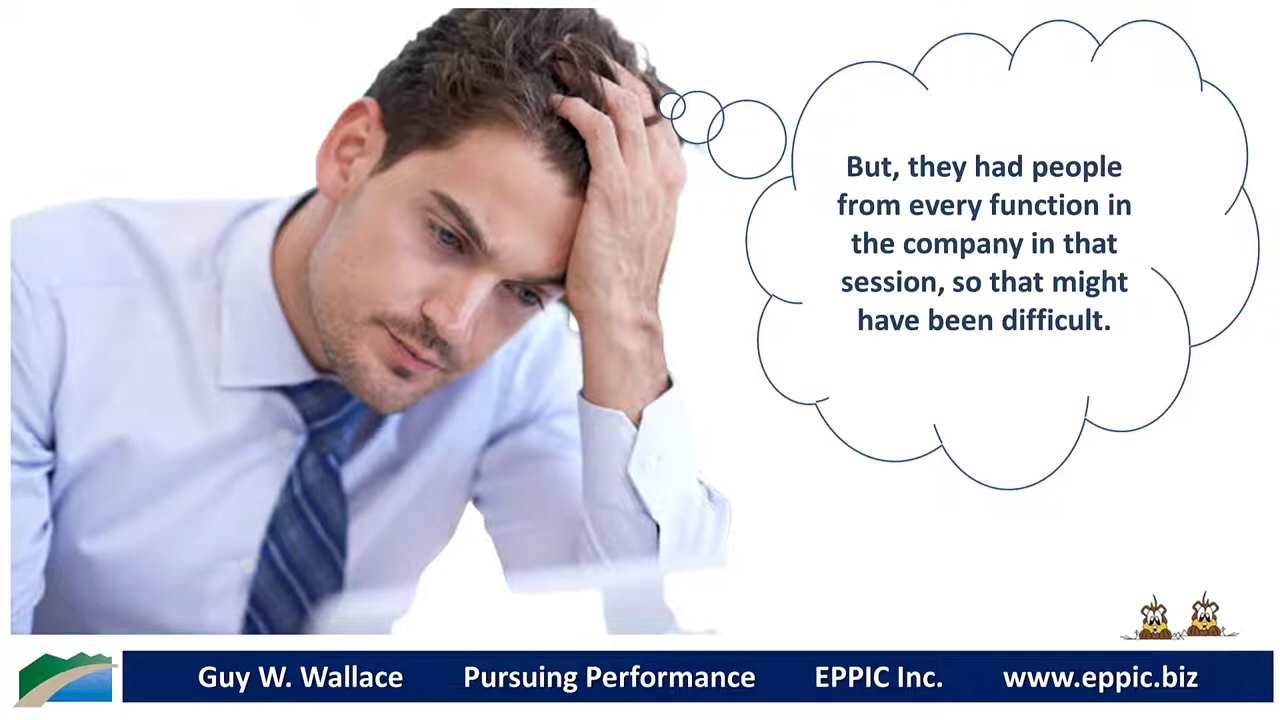 But, they had people
from every function in
the company in that
session, so that might
have been difficult.
Guy W. Wallace Pursuing Performance EPPIC Inc. www.eppic.biz